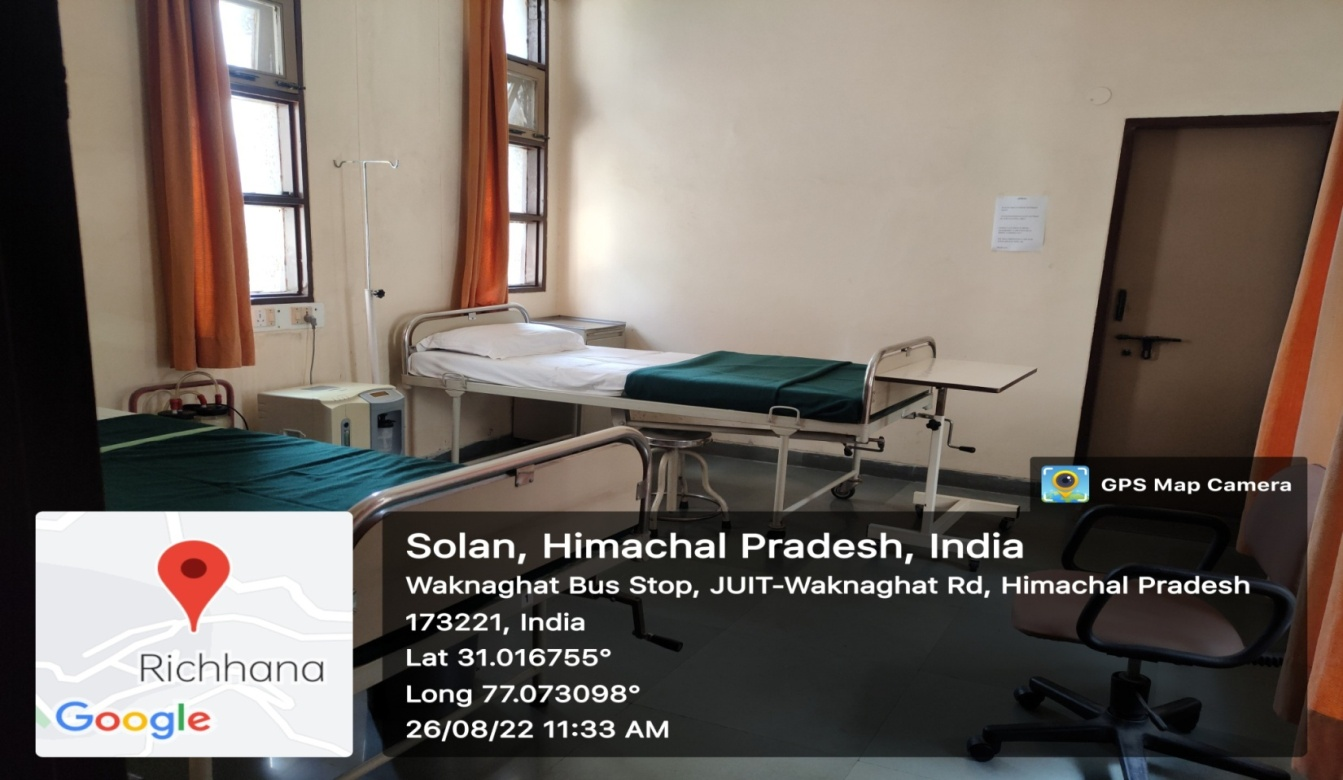 GPS Map Camera
Solan, Himachal Pradesh, India
Waknaghat Bus Stop, JUIT-Waknaghat Rd, Himachal Pradesh
173221, India
Lat 31.016755°
Long 77.073098°
26/08/22 11:33 AM
Richhana
Google